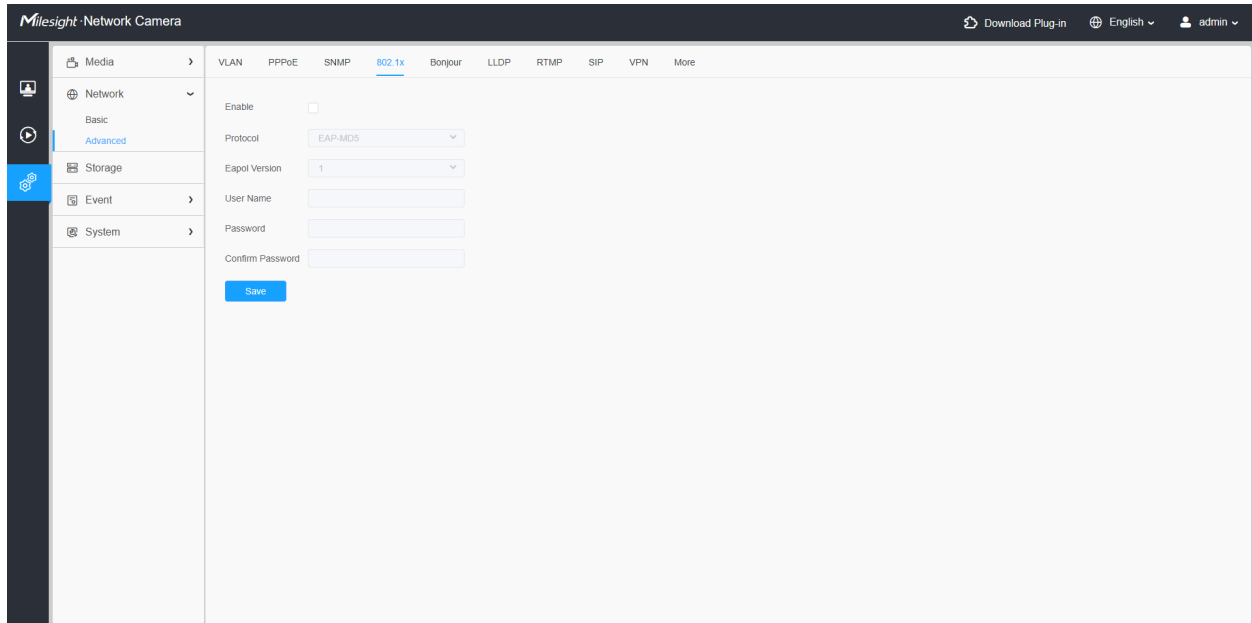 Milesight·Network Camera
Download Plug-in
English
admin
Media
Network
Basic
Advanced
Storage
Event
System
VLAN PPPoE SNMP 802.1x Bonjour LLDP RTMP SIP VPN More
Enable
Protocol EAP-MD5
Eapol Version 1
User Name
Password
Confirm Password
Save